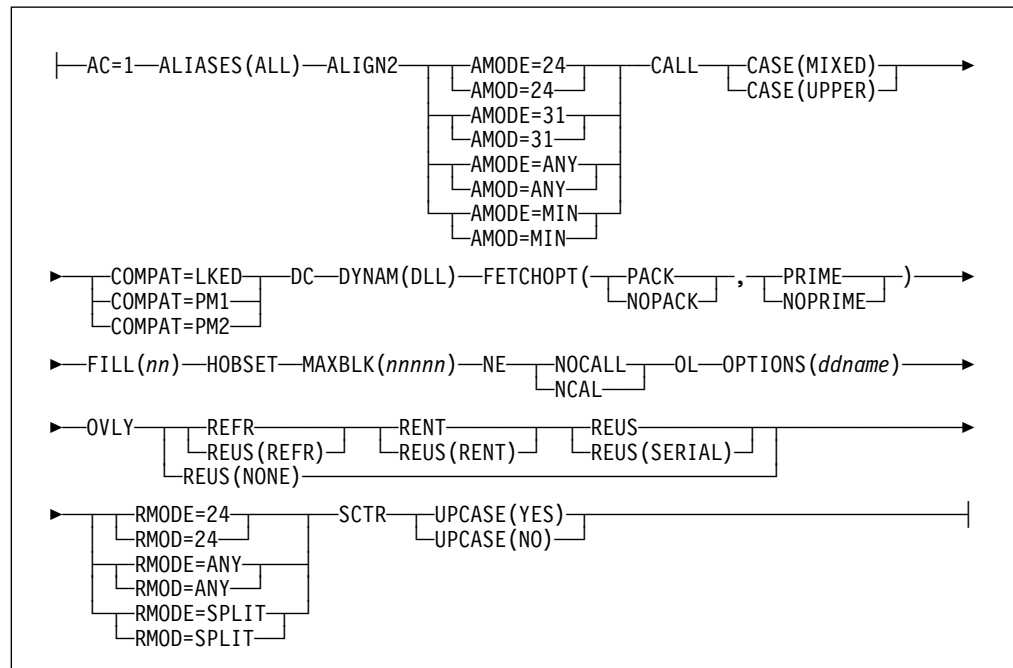 AC=1 ALIASES(ALL) ALIGN2 AMODE=24 CALL CASE(MIXED)
AMOD=24 CASE(UPPER)
AMODE=31
AMOD=31
AMODE=ANY
AMOD=ANY
AMODE=MIN
AMOD=MIN
COMPAT=LKED DC DYNAM(DLL) FETCHOPT( PACK , PRIME )
COMPAT=PM1 NOPACK NOPRIME
COMPAT=PM2
FILL(nn) HOBSET MAXBLK(nnnnn) NE NOCALL OL OPTIONS(ddname)
NCAL
OVLY REFR RENT REUS
REUS(REFR) REUS(RENT) REUS(SERIAL)
REUS(NONE)
RMODE=24 SCTR UPCASE(YES)
RMOD=24 UPCASE(NO)
RMODE=ANY
RMOD=ANY
RMODE=SPLIT
RMOD=SPLIT